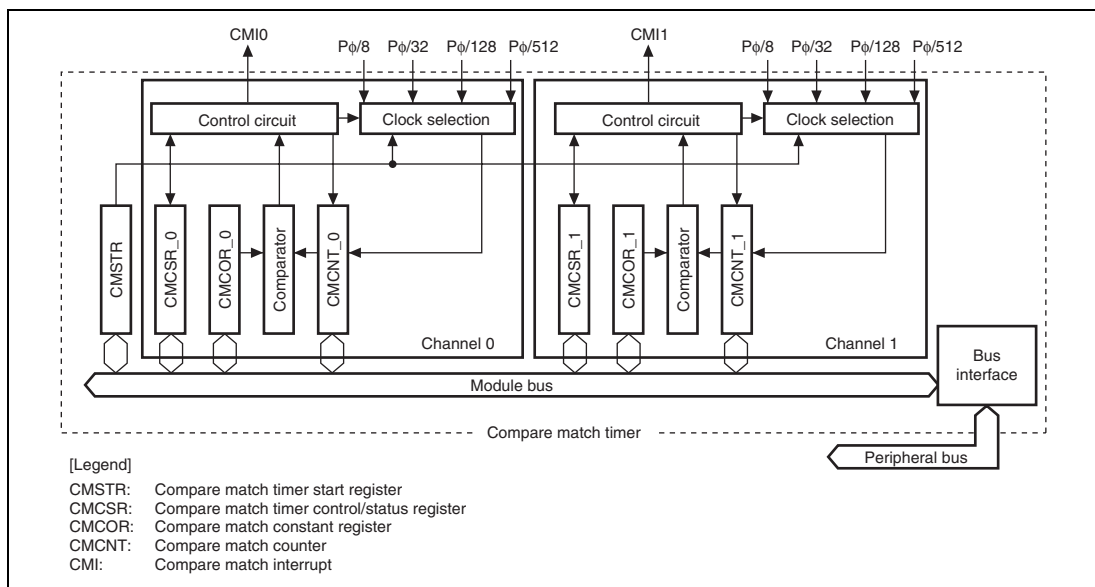 CMI0
Pφ/8 Pφ/32 Pφ/128 Pφ/512
CMI1
Pφ/8 Pφ/32 Pφ/128 Pφ/512
Control circuit
Clock selection
Control circuit
Clock selection
CMSTR
CMCSR_0
CMCOR_0
Comparator
CMCNT_0
CMCSR_1
CMCOR_1
Comparator
CMCNT_1
Channel 0
Channel 1
Module bus
Bus
interface
Compare match timer
Peripheral bus
[Legend]
CMSTR: Compare match timer start register
CMCSR: Compare match timer control/status register
CMCOR: Compare match constant register
CMCNT: Compare match counter
CMI: Compare match interrupt